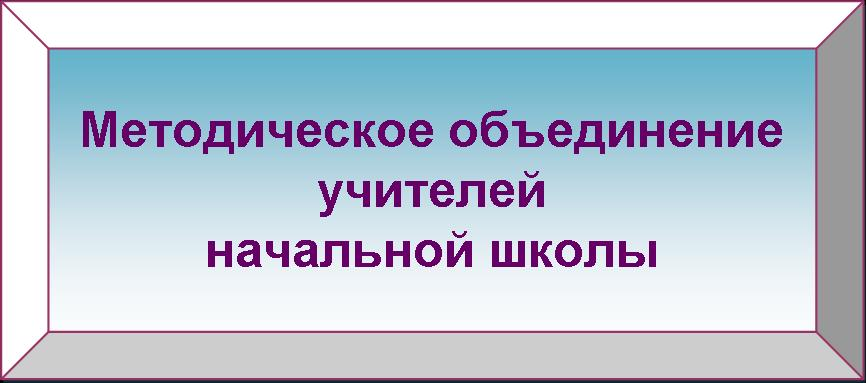 Методическое объединение
учителей
начальной школы